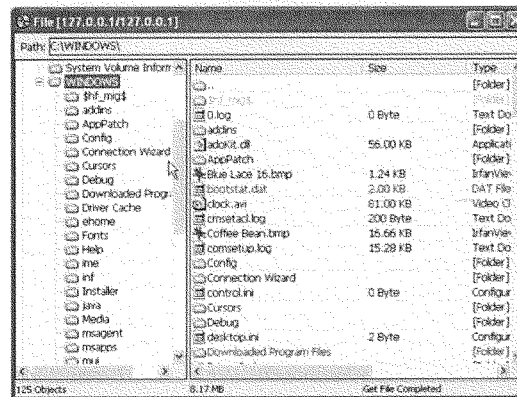 File [127.0.0.1/127.0.0.1]
Path: C:\WINDOWS\
System Volume Inform
WINDOWS
$hf_mig$
addins
AppPatch
Config
Connection Wizard
Cursors
Debug
Downloaded Progr.
Driver Cache
ehome
Fonts
Help
ime
inf
Installer
java
Media
msagent
msapps
mui
Name Size Type
.. [Folder]
$hf_mig$ [Folder]
0.log 0 Byte Text Do
addins [Folder]
adoKit.dll 56.00 KB Applicati
AppPatch [Folder]
Blue Lace 16.bmp 1.24 KB IrfanView
bootstat.dat 2.00 KB DAT File
clock.avi 81.00 KB Video Cl
cmsetacl.log 200 Byte Text Do
Coffee Bean.bmp 16.66 KB IrfanView
comsetup.log 15.28 KB Text Do
Config [Folder]
Connection Wizard [Folder]
control.ini 0 Byte Configur
Cursors [Folder]
Debug [Folder]
desktop.ini 2 Byte Configur
Downloaded Program Files [Folder]
125 Objects 8.17 MB Get File Completed